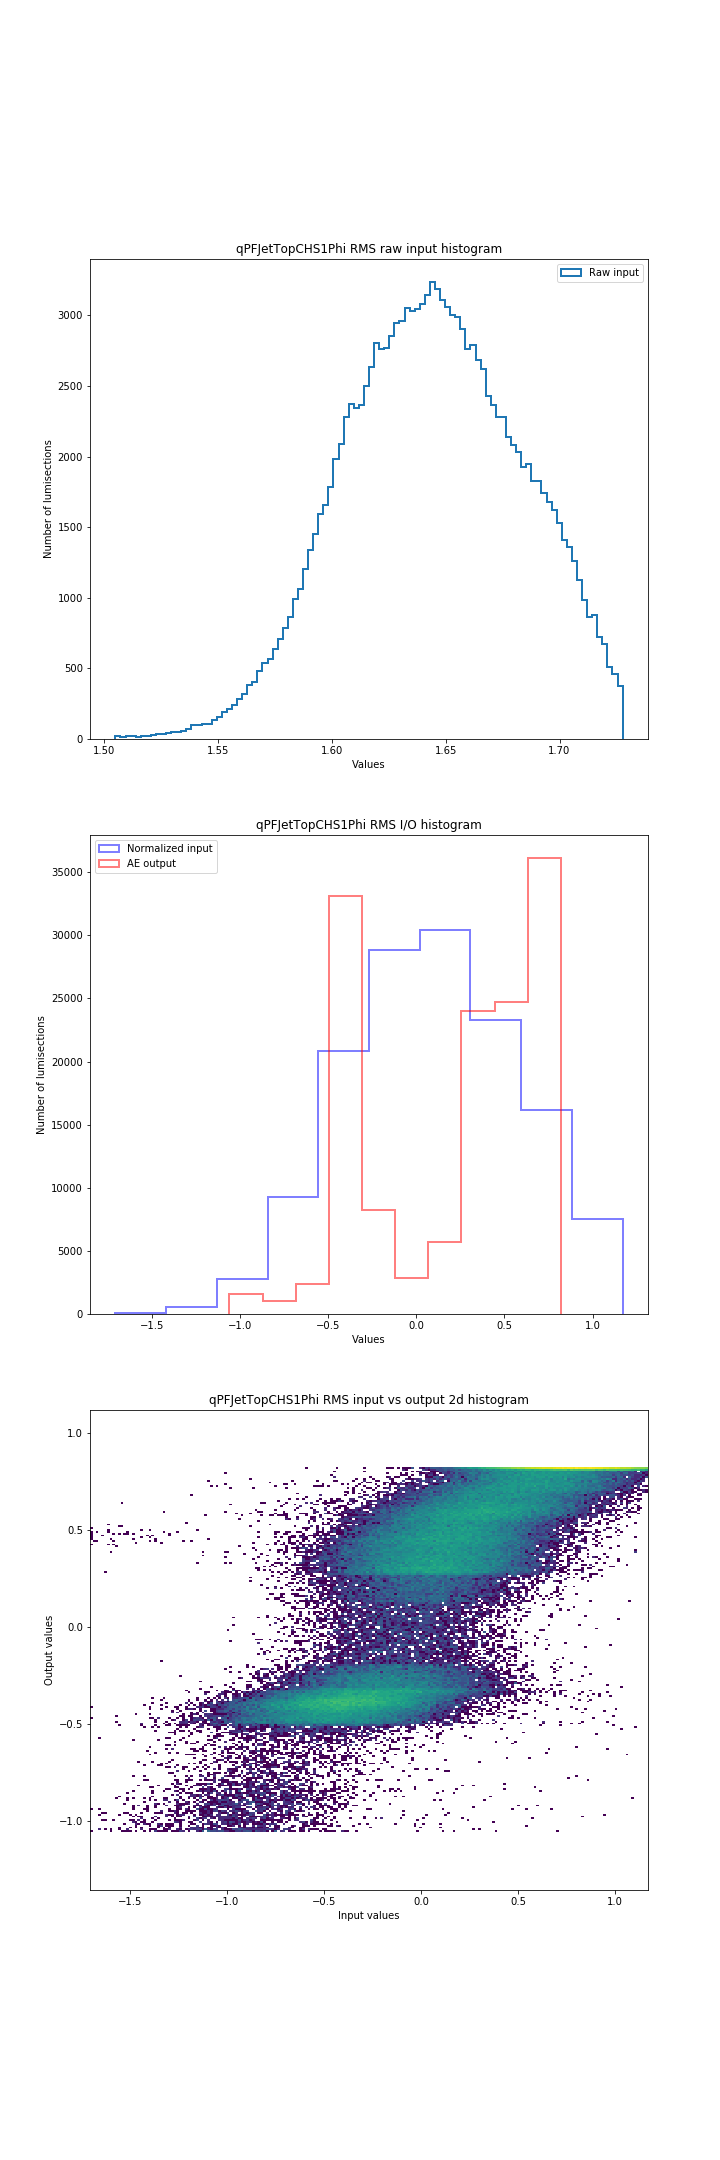 qPFJetTopCHS1Phi RMS raw input histogram
Raw input
3000
2500
2000
1500
1000
500
0
Number of lumisections
1.50 1.55 1.60 1.65 1.70
Values
qPFJetTopCHS1Phi RMS I/O histogram
Normalized input
AE output
35000
30000
25000
20000
15000
10000
5000
0
Number of lumisections
−1.5 −1.0 −0.5 0.0 0.5 1.0
Values
qPFJetTopCHS1Phi RMS input vs output 2d histogram
1.0
0.5
0.0
−0.5
−1.0
Output values
−1.5 −1.0 −0.5 0.0 0.5 1.0
Input values